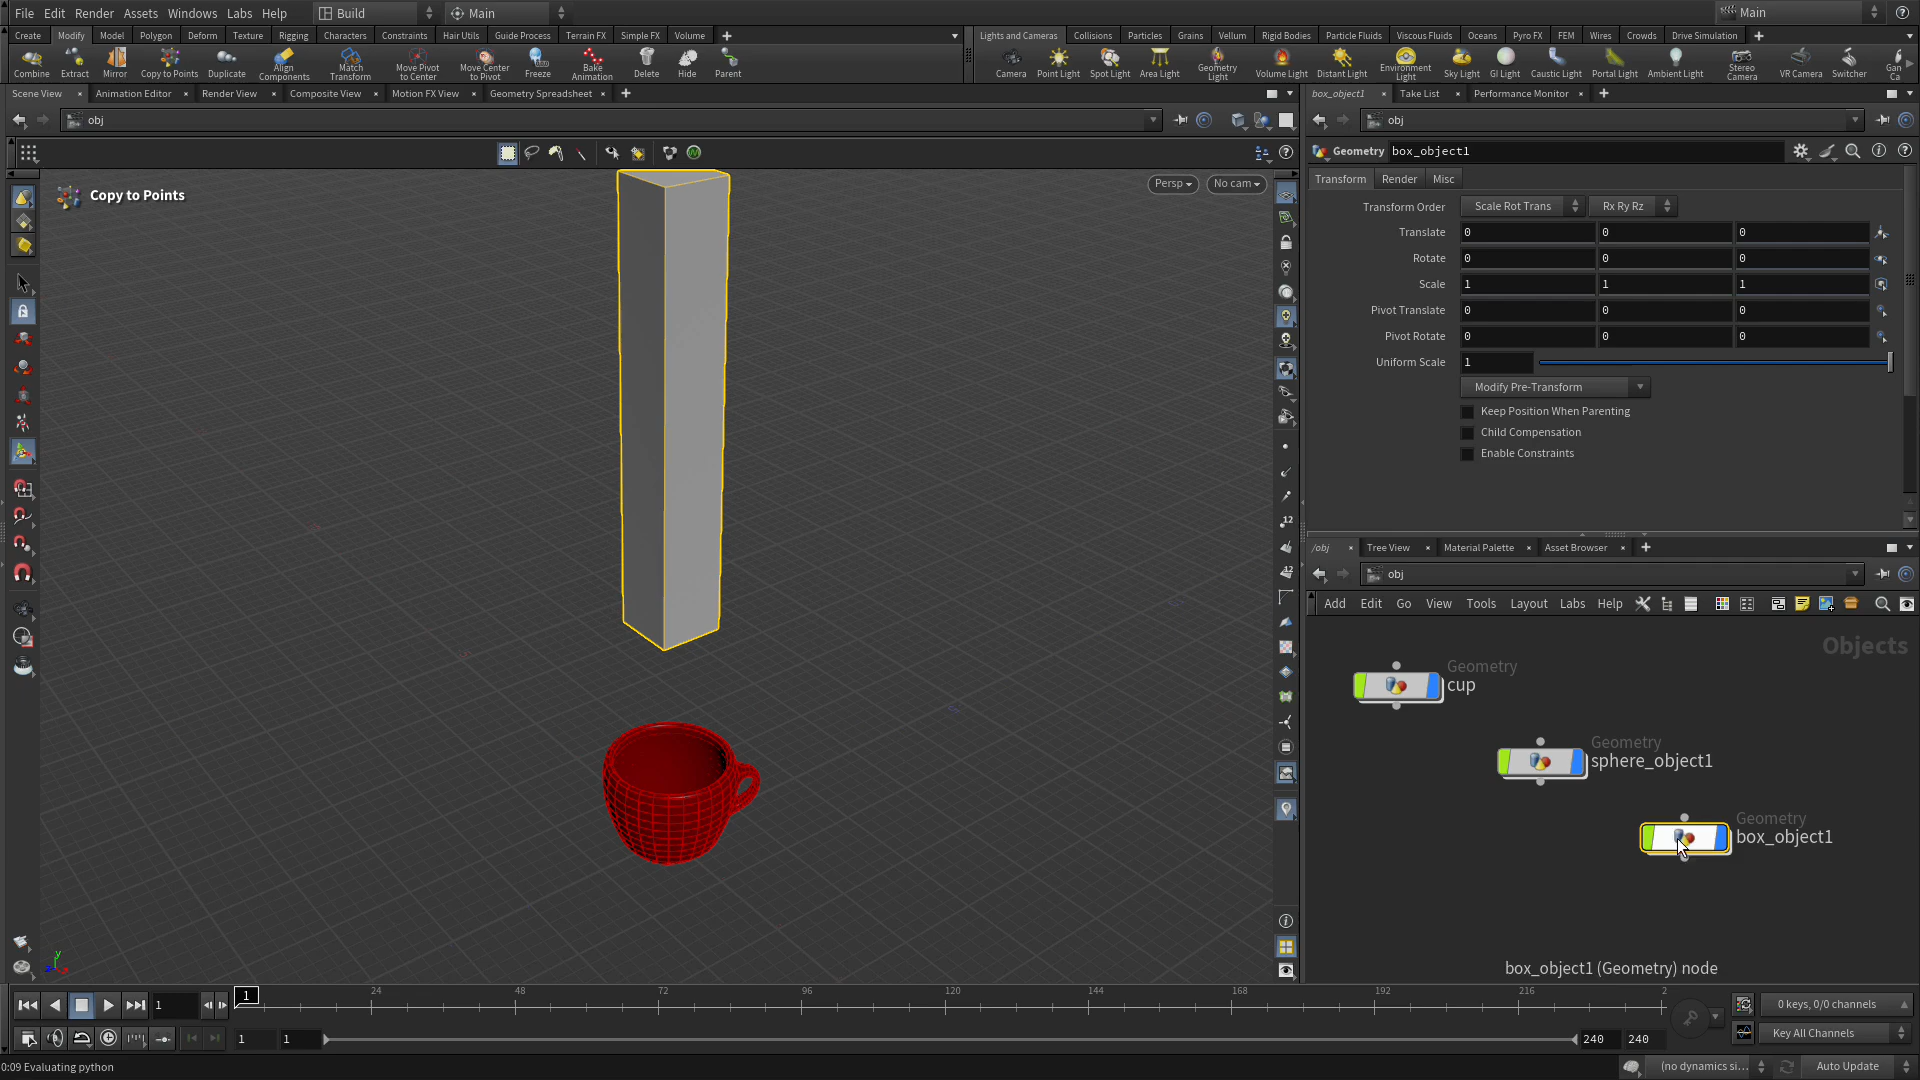 File Edit Render Assets Windows Labs Help Build Main Main
Create Modify Model Polygon Deform Texture Rigging Characters Constraints Hair Utils Guide Process Terrain FX Simple FX Volume
Lights and Cameras Collisions Particles Grains Vellum Rigid Bodies Particle Fluids Viscous Fluids Oceans Pyro FX FEM Wires Crowds Drive Simulation
Combine Extract Mirror Copy to Points Duplicate Align Components Match Transform Move Pivot to Center Move Center to Pivot Freeze Bake Animation Delete Hide Parent
Camera Point Light Spot Light Area Light Geometry Light Volume Light Distant Light Environment Light Sky Light GI Light Caustic Light Portal Light Ambient Light Stereo Camera VR Camera Switcher Gan Ca
Scene View Animation Editor Render View Composite View Motion FX View Geometry Spreadsheet
box_object1 Take List Performance Monitor
obj
obj
Geometry box_object1
Copy to Points
Persp No cam
Transform Render Misc
Transform Order Scale Rot Trans Rx Ry Rz
Translate 0 0 0
Rotate 0 0 0
Scale 1 1 1
Pivot Translate 0 0 0
Pivot Rotate 0 0 0
Uniform Scale 1
Modify Pre-Transform
Keep Position When Parenting
Child Compensation
Enable Constraints
/obj Tree View Material Palette Asset Browser
obj
Add Edit Go View Tools Layout Labs Help
Objects
Geometry
cup
Geometry
sphere_object1
Geometry
box_object1
box_object1 (Geometry) node
12
12
y
1 1 24 48 72 96 120 144 168 192 216 2
0 keys, 0/0 channels
1 1 240 240
Key All Channels
0:09 Evaluating python
(no dynamics si... Auto Update